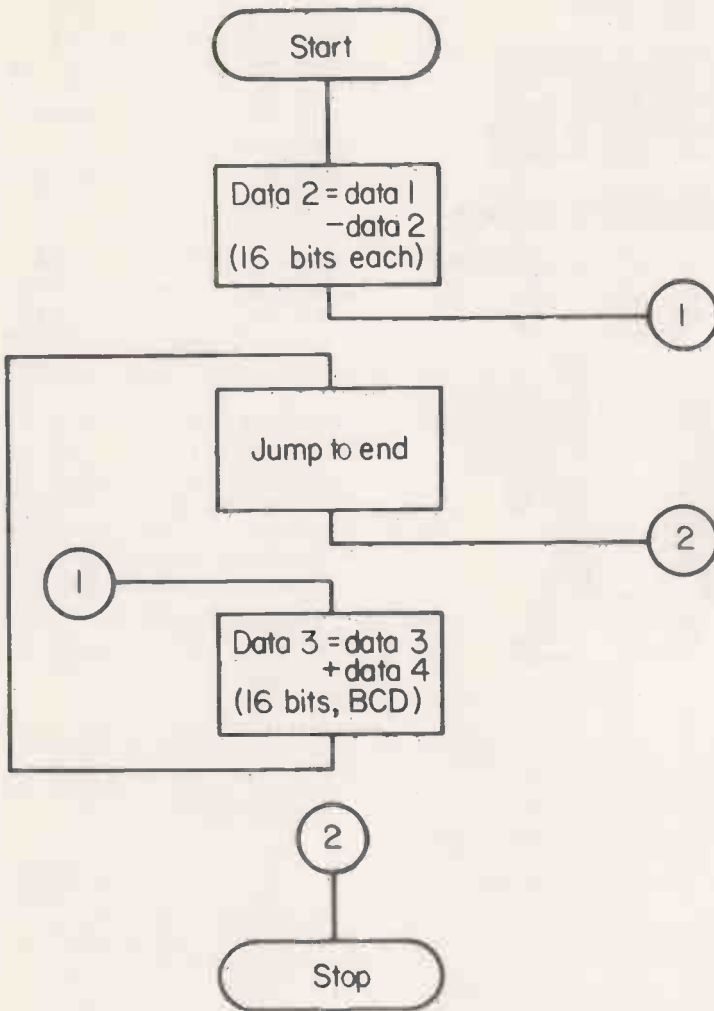 Start
Data 2 = data 1
- data 2
(16 bits each)
1
Jump to end
2
1
Data 3 = data 3
+ data 4
(16 bits, BCD)
2
Stop